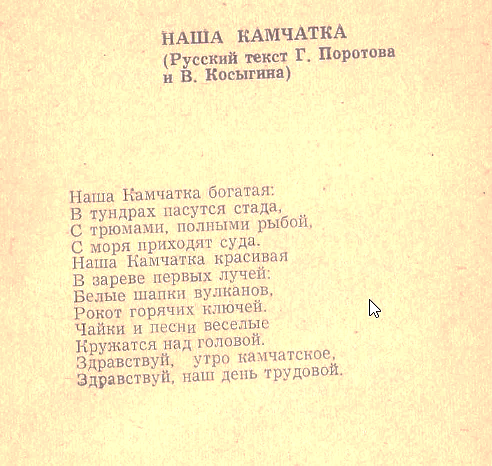 НАША КАМЧАТКА
(Русский текст Г. Поротова
и В. Косыгина)
Наша Камчатка богатая:
В тундрах пасутся стада,
С трюмами, полными рыбой,
С моря приходят суда.
Наша Камчатка красивая
В зареве первых лучей:
Белые шапки вулканов,
Рокот горячих ключей.
Чайки и песни веселые
Кружатся над головой.
Здравствуй, утро камчатское,
Здравствуй, наш день трудовой.